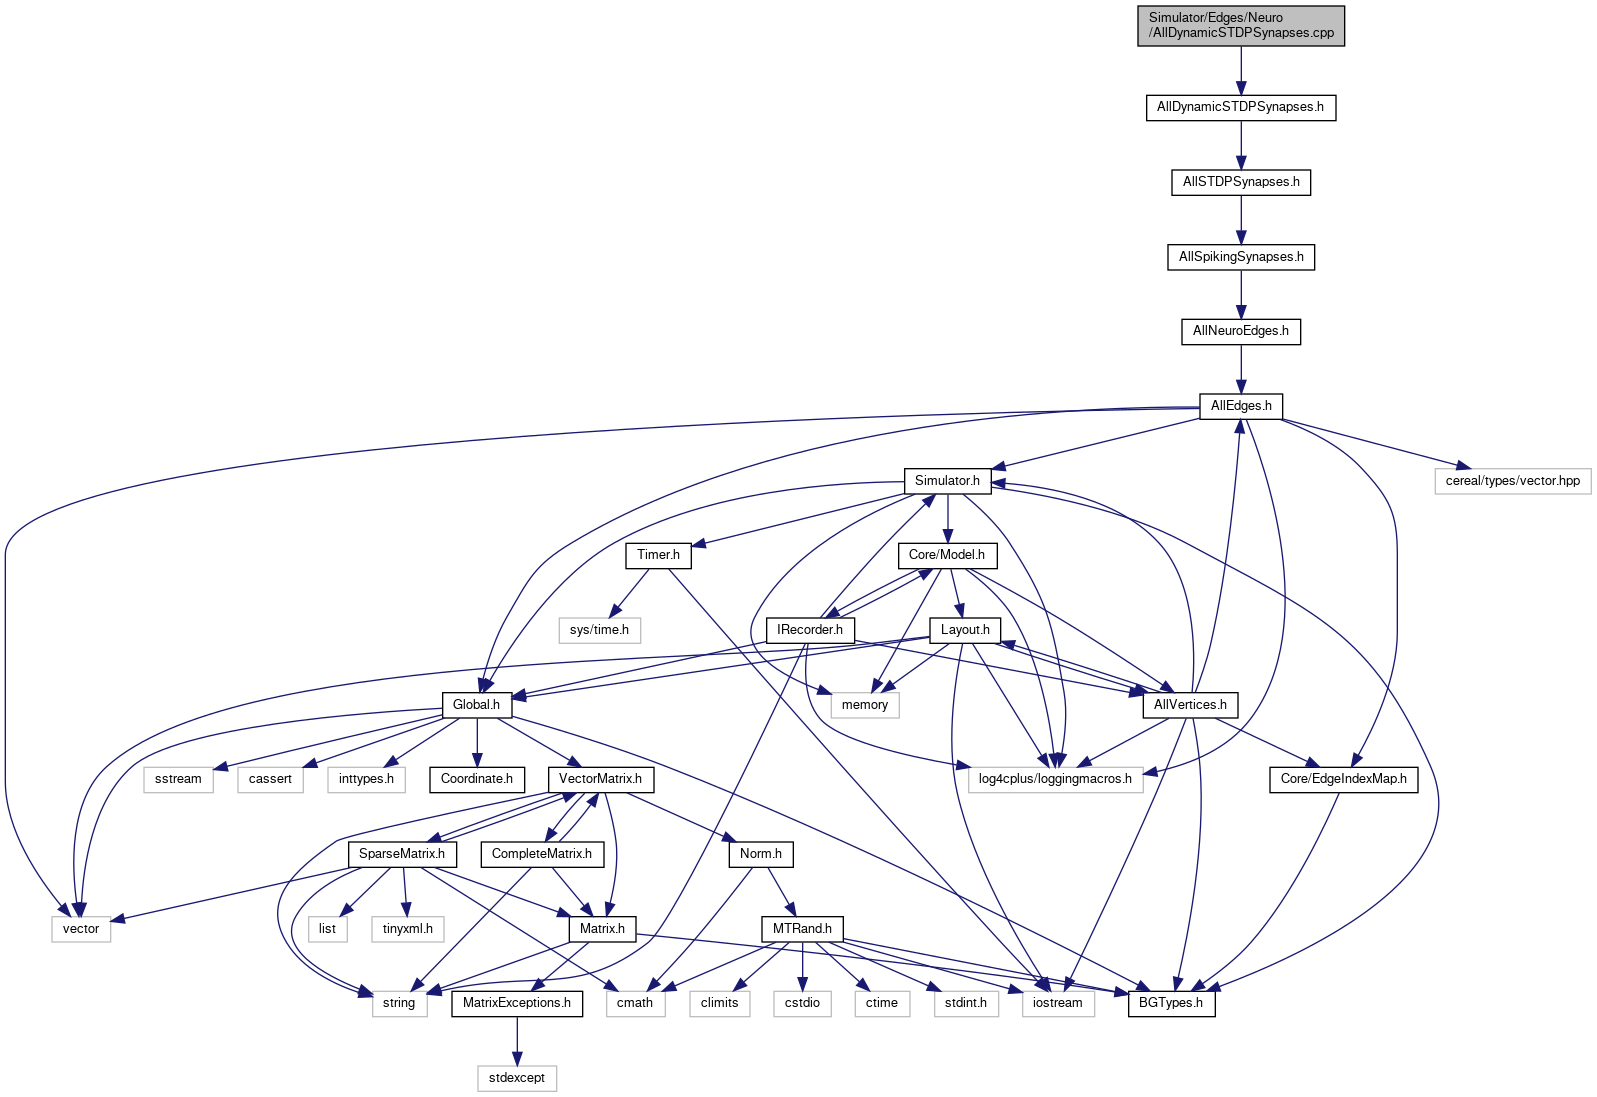 Simulator/Edges/Neuro
/AllDynamicSTDPSynapses.cpp
AllDynamicSTDPSynapses.h
AllSTDPSynapses.h
AllSpikingSynapses.h
AllNeuroEdges.h
AllEdges.h
Simulator.h
cereal/types/vector.hpp
Timer.h
Core/Model.h
sys/time.h
IRecorder.h
Layout.h
Global.h
memory
AllVertices.h
sstream
cassert
inttypes.h
Coordinate.h
VectorMatrix.h
log4cplus/loggingmacros.h
Core/EdgeIndexMap.h
SparseMatrix.h
CompleteMatrix.h
Norm.h
vector
list
tinyxml.h
Matrix.h
MTRand.h
string
MatrixExceptions.h
cmath
climits
cstdio
ctime
stdint.h
iostream
BGTypes.h
stdexcept